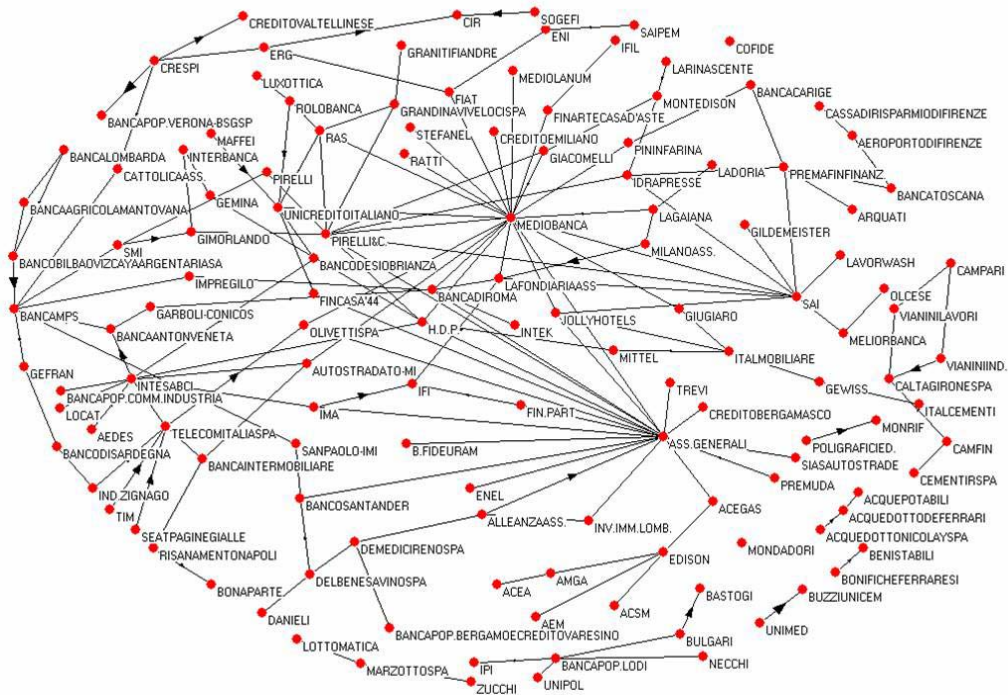 CREDITOVALTELLINESE
CIR
SOGEFI
ENI
SAIPEM
CRESPI
ERG
GRANITIFIANDRE
IFIL
COFIDE
LUXOTTICA
MEDIOLANUM
LARINASCENTE
ROLOBANCA
FIAT
GRANDINAVIVELOCISPA
FINARTECASAD'ASTE
MONTEDISON
BANCACARIGE
BANCAPOP.VERONA-BSGSP
CASSADIRISPARMIODIFIRENZE
MAFFEI
RAS
STEFANEL
CREDITOEMILIANO
PININFARINA
AEROPORTODIFIRENZE
BANCALOMBARDA
INTERBANCA
RATTI
GIACOMELLI
CATTOLICAASS.
PIRELLI
IDRAPRESSE
LADORIA
PREMAFINFINANZ.
BANCATOSCANA
BANCAAGRICOLAMANTOVANA
GEMINA
UNICREDITOITALIANO
MEDIOBANCA
LAGAIANA
ARQUATI
GIMORLANDO
PIRELLI&C.
GILDEMEISTER
SMI
MILANOASS.
BANCOBILBAOVIZCAYAARGENTARIASA
BANCODESIOBRIANZA
LAVORWASH
CAMPARI
IMPREGILO
BANCADIROMA
LAFONDIARIAASS
SAI
OLCESE
FINCASA'44
BANCAMPS
GARBOLI-CONICOS
VIANINILAVORI
BANCAANTONVENETA
OLIVETTISPA
H.D.P.
INTEK
JOLLYHOTELS
GIUGIARO
MELIORBANCA
MITTEL
ITALMOBILIARE
GEFRAN
INTESABCI
AUTOSTRADATO-MI
VIANINIIND.
BANCAPOP.COMM.INDUSTRIA
IFI
TREVI
GEWISS
CALTAGIRONESPA
LOCAT
IMA
FIN.PART
CREDITOBERGAMASCO
ITALCEMENTI
AEDES
TELECOMITALIASPA
MONRIF
BANCODISARDEGNA
SANPAOLO-IMI
B.FIDEURAM
ASS.GENERALI
POLIGRAFICIED.
CAMFIN
BANCAINTERMOBILIARE
SIASAUTOSTRADE
PREMUDA
CEMENTIRSPA
IND.ZIGNAGO
ENEL
BANCOSANTANDER
ACEGAS
ACQUEPOTABILI
TIM
ALLEANZAASS.
INV.IMM.LOMB.
ACQUEDOTTODEFERRARI
SEATPAGINEGIALLE
ACQUEDOTTONICOLAYSPA
RISANAMENTONAPOLI
DEMEDICIRENOSPA
EDISON
MONDADORI
BENISTABILI
BONAPARTE
DELBENESAVINOSPA
AMGA
ACEA
BONIFICHEFERRARESI
DANIELI
AEM
ACSM
BASTOGI
BUZZIUNICEM
BANCAPOP.BERGAMOECREDITOVARESINO
UNIMED
LOTTOMATICA
BULGARI
MARZOTTOSPA
IPI
BANCAPOP.LODI
NECCHI
ZUCCHI
UNIPOL